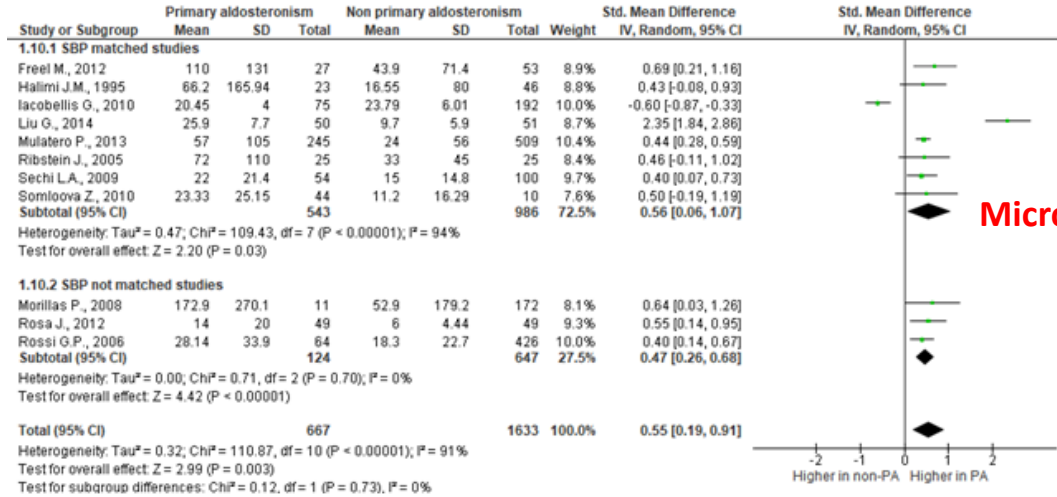 Primary aldosteronism Non primary aldosteronism Std. Mean Difference Std. Mean Difference
Study or Subgroup Mean SD Total Mean SD Total Weight IV, Random, 95% CI IV, Random, 95% CI
1.10.1 SBP matched studies
Freel M., 2012 110 131 27 43.9 71.4 53 8.9% 0.69 [0.21, 1.16]
Halimi J.M., 1995 66.2 165.94 23 16.55 80 46 8.8% 0.43 [-0.08, 0.93]
Iacobellis G., 2010 20.45 4 75 23.79 6.01 192 10.0% -0.60 [-0.87, -0.33]
Liu G., 2014 25.9 7.7 50 9.7 5.9 51 8.7% 2.35 [1.84, 2.86]
Mulatero P., 2013 57 105 245 24 56 509 10.4% 0.44 [0.28, 0.59]
Ribstein J., 2005 72 110 25 33 45 25 8.4% 0.46 [-0.11, 1.02]
Sechi L.A., 2009 22 21.4 54 15 14.8 100 9.8% 0.40 [0.07, 0.73]
Somloova Z., 2010 23.33 25.15 44 11.2 16.29 10 7.6% 0.50 [-0.19, 1.19]
Subtotal (95% CI) 543 986 72.5% 0.56 [0.06, 1.07]
Micro
Heterogeneity: Tau² = 0.47; Chi² = 109.43, df = 7 (P < 0.00001); I² = 94%
Test for overall effect: Z = 2.20 (P = 0.03)
1.10.2 SBP not matched studies
Morillas P., 2008 172.9 270.1 11 52.9 179.2 172 8.1% 0.64 [0.03, 1.26]
Rosa J., 2012 14 20 49 6 4.44 49 9.3% 0.55 [0.14, 0.95]
Rossi G.P., 2006 28.14 33.9 64 18.3 22.7 426 10.0% 0.40 [0.14, 0.67]
Subtotal (95% CI) 124 647 27.5% 0.47 [0.26, 0.68]
Heterogeneity: Tau² = 0.00; Chi² = 0.71, df = 2 (P = 0.70); I² = 0%
Test for overall effect: Z = 4.42 (P < 0.00001)
Total (95% CI) 667 1633 100.0% 0.55 [0.19, 0.91]
Heterogeneity: Tau² = 0.32; Chi² = 110.87, df = 10 (P < 0.00001); I² = 91%
Test for overall effect: Z = 2.99 (P = 0.003)
Test for subgroup differences: Chi² = 0.12, df = 1 (P = 0.73), I² = 0%
-2 -1 0 1 2
Higher in non-PA Higher in PA